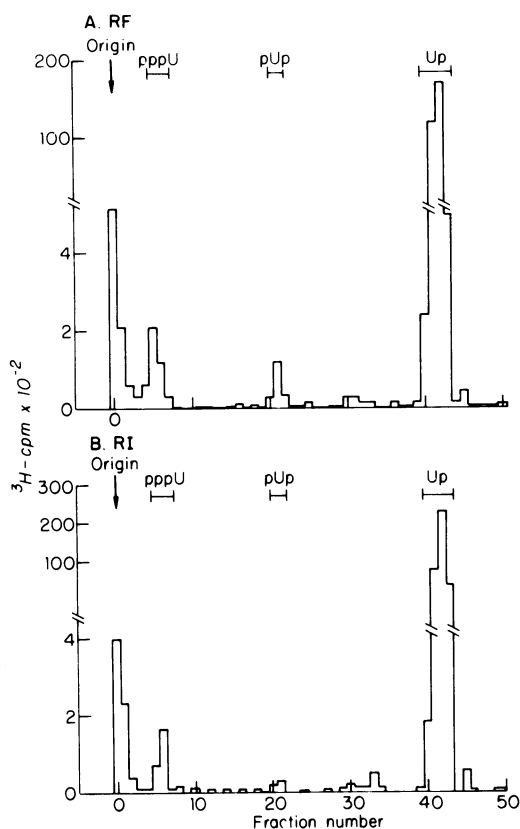 A. RF
Origin
pppU
pUp
Up
200
100
4
2
0
0
³H-cpm x 10⁻²
B. RI
Origin
pppU
pUp
Up
300
200
100
4
2
0
0
10
20
30
40
50
Fraction number